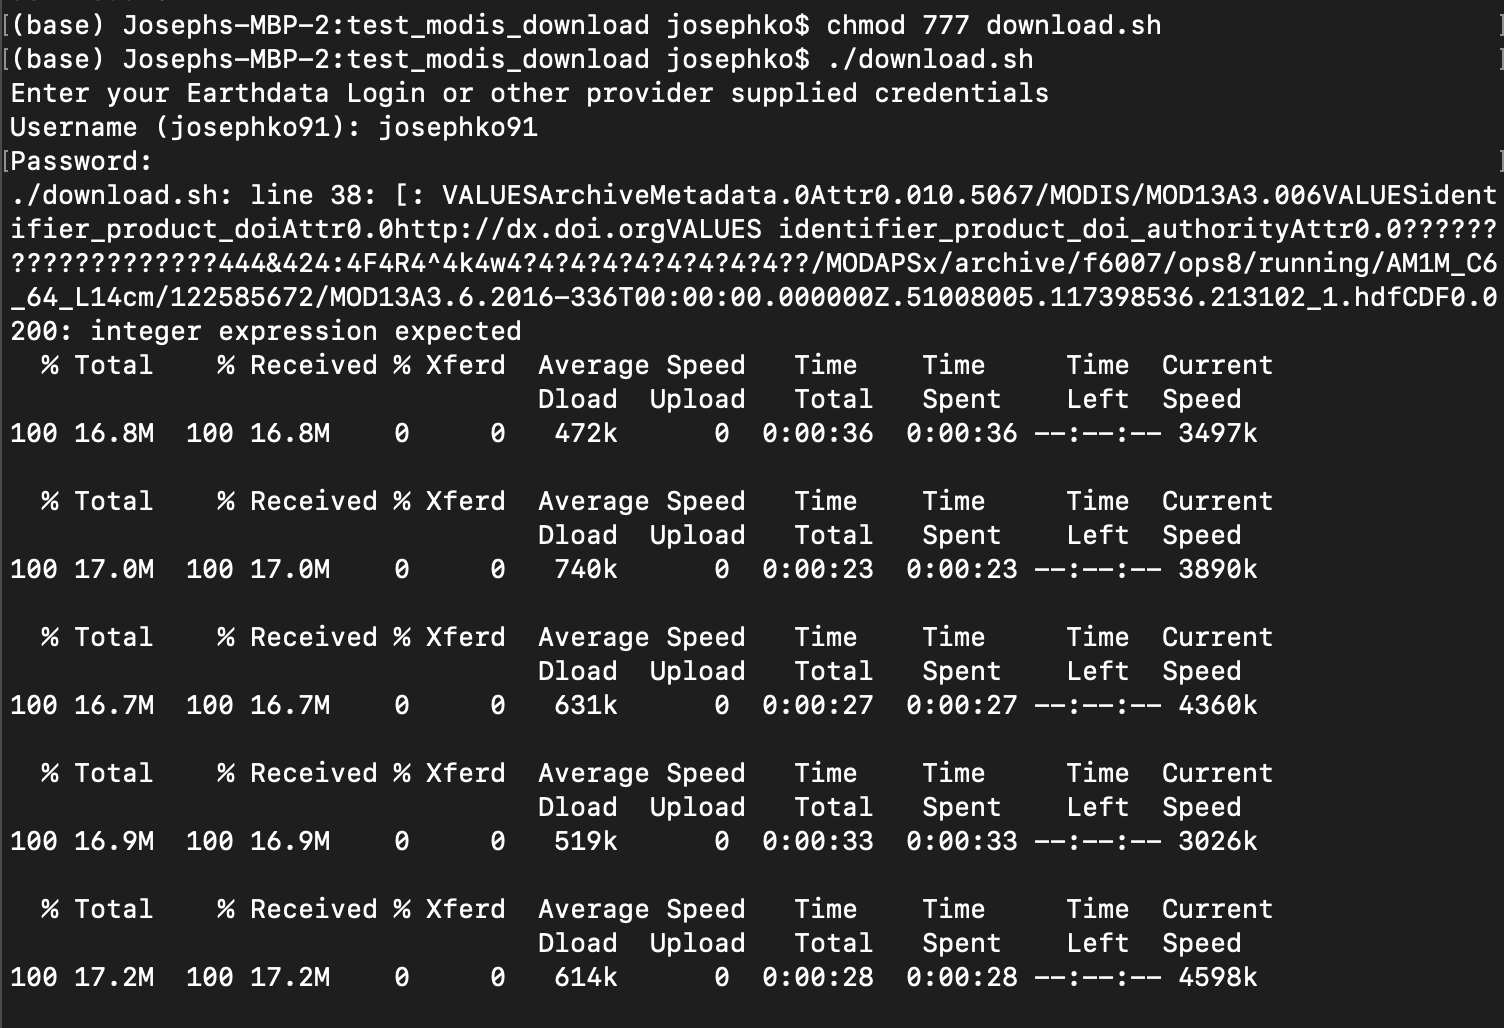 (base) Josephs-MBP-2:test_modis_download josephko$ chmod 777 download.sh
(base) Josephs-MBP-2:test_modis_download josephko$ ./download.sh
Enter your Earthdata Login or other provider supplied credentials
Username (josephko91): josephko91
Password:
./download.sh: line 38: [: VALUESArchiveMetadata.0Attr0.010.5067/MODIS/MOD13A3.006VALUESident
ifier_product_doiAttr0.0http://dx.doi.orgVALUES identifier_product_doi_authorityAttr0.0??????
?????????????444&424:4F4R4^4k4w4?4?4?4?4?4?4?4?4??/MODAPSx/archive/f6007/ops8/running/AM1M_C6
_64_L14cm/122585672/MOD13A3.6.2016-336T00:00:00.000000Z.51008005.117398536.213102_1.hdfCDF0.0
200: integer expression expected
% Total % Received % Xferd Average Speed Time Time Time Current
Dload Upload Total Spent Left Speed
100 16.8M 100 16.8M 0 0 472k 0 0:00:36 0:00:36 --:--:-- 3497k
% Total % Received % Xferd Average Speed Time Time Time Current
Dload Upload Total Spent Left Speed
100 17.0M 100 17.0M 0 0 740k 0 0:00:23 0:00:23 --:--:-- 3890k
% Total % Received % Xferd Average Speed Time Time Time Current
Dload Upload Total Spent Left Speed
100 16.7M 100 16.7M 0 0 631k 0 0:00:27 0:00:27 --:--:-- 4360k
% Total % Received % Xferd Average Speed Time Time Time Current
Dload Upload Total Spent Left Speed
100 16.9M 100 16.9M 0 0 519k 0 0:00:33 0:00:33 --:--:-- 3026k
% Total % Received % Xferd Average Speed Time Time Time Current
Dload Upload Total Spent Left Speed
100 17.2M 100 17.2M 0 0 614k 0 0:00:28 0:00:28 --:--:-- 4598k